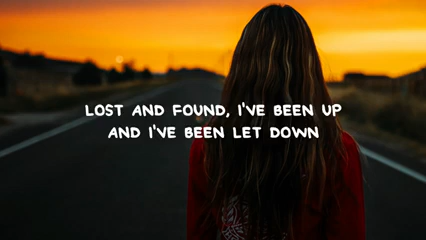 LOST AND FOUND, I'VE BEEN UP
AND I'VE BEEN LET DOWN